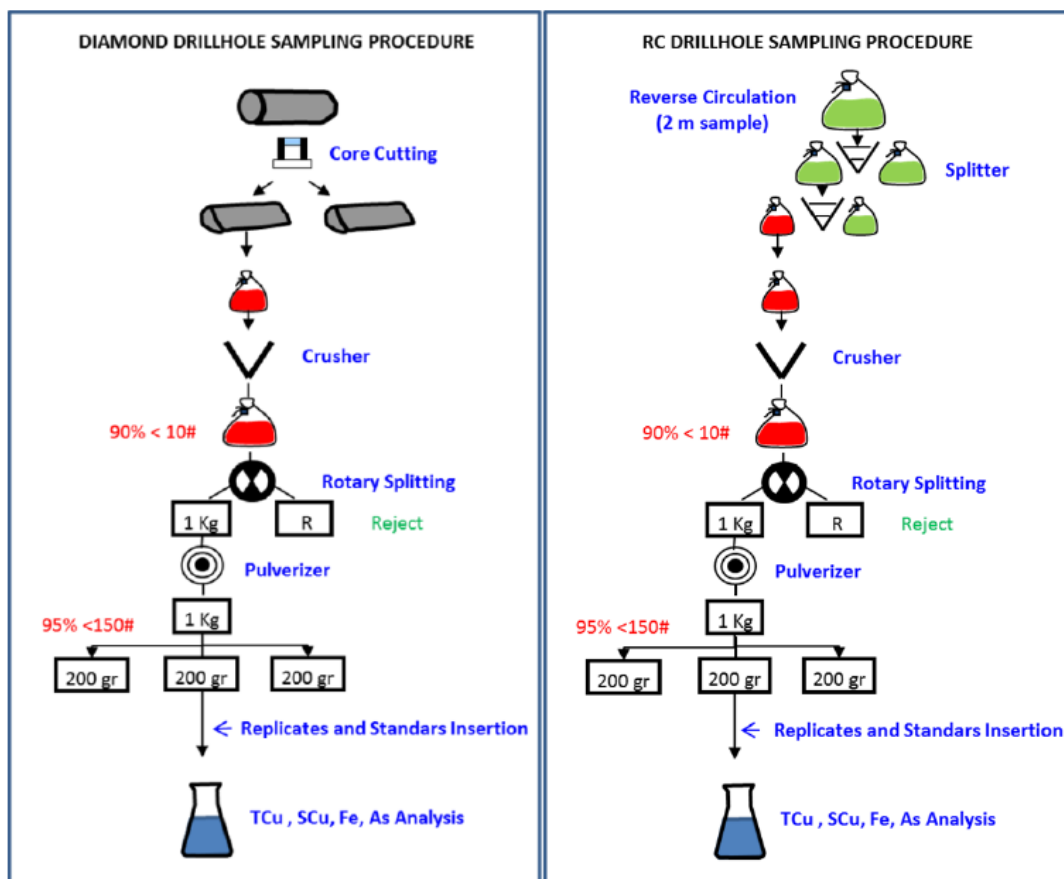 DIAMOND DRILLHOLE SAMPLING PROCEDURE
Core Cutting
Crusher
90% < 10#
Rotary Splitting
1 Kg
R
Reject
Pulverizer
1 Kg
95% <150#
200 gr
200 gr
200 gr
Replicates and Standars Insertion
TCu , SCu, Fe, As Analysis
RC DRILLHOLE SAMPLING PROCEDURE
Reverse Circulation
(2 m sample)
Splitter
Crusher
90% < 10#
Rotary Splitting
1 Kg
R
Reject
Pulverizer
1 Kg
95% <150#
200 gr
200 gr
200 gr
Replicates and Standars Insertion
TCu , SCu, Fe, As Analysis